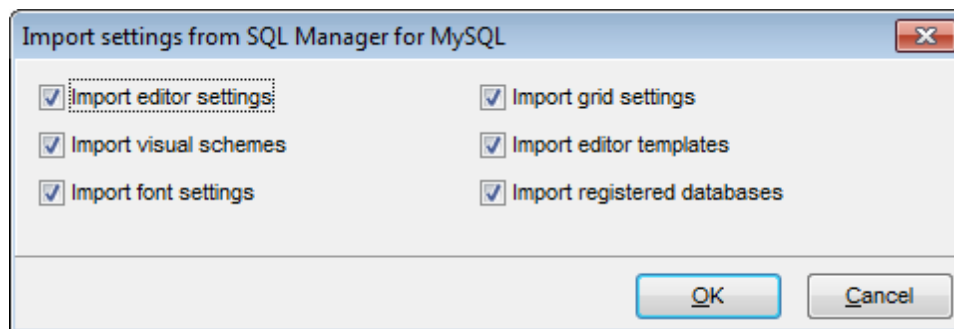 Import settings from SQL Manager for MySQL
Import editor settings
Import grid settings
Import visual schemes
Import editor templates
Import font settings
Import registered databases
OK
Cancel